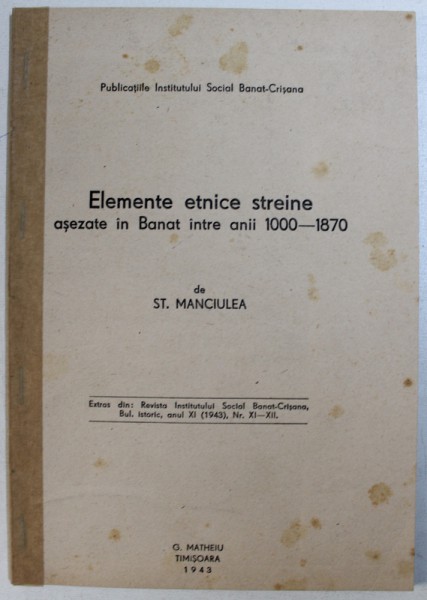 Publicațiile Institutului Social Banat-Crișana
Elemente etnice streine
așezate in Banat intre anii 1000—1870
de
ST. MANCIULEA
Extras din: Revista Institutului Social Banat-Crișana,
Bul. istoric, anul XI (1943), Nr. XI—XII.
G. MATHEIU
TIMIȘOARA
1943